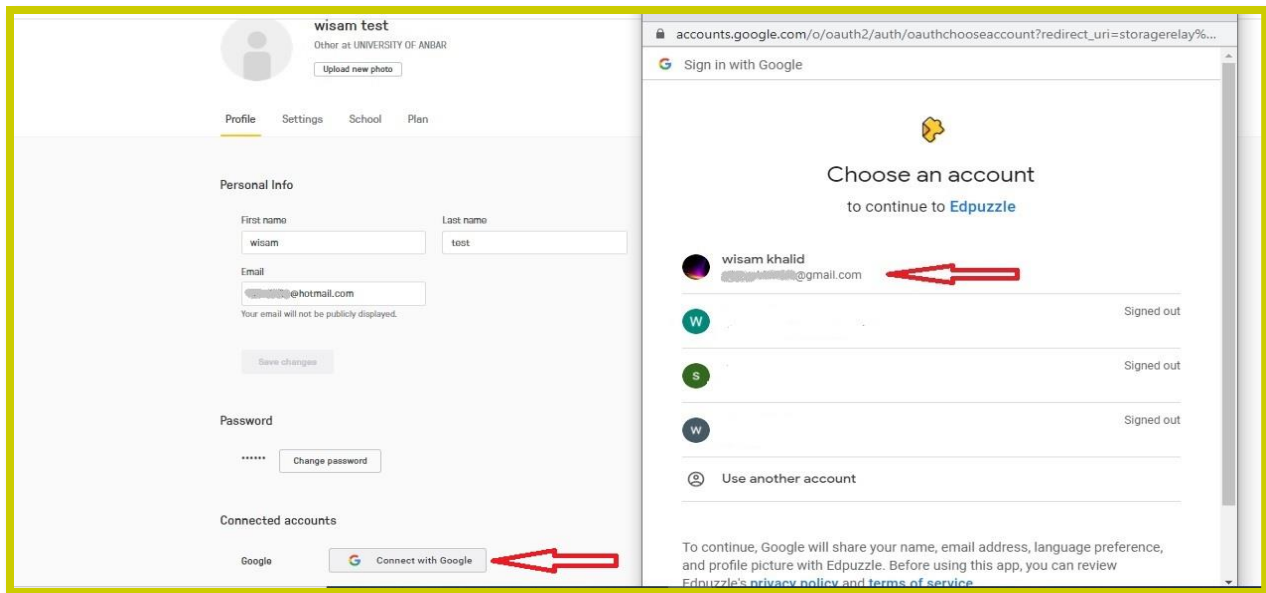 wisam test
Othor at UNIVERSITY OF ANBAR
Upload new photo
Profile Settings School Plan
Personal Info
First name Last name
wisam test
Email
@hotmail.com
Your email will not be publicly displayed.
Save changes
Password
•••••• Change password
Connected accounts
Google Connect with Google
accounts.google.com/o/oauth2/auth/oauthchooseaccount?redirect_uri=storagerelay%...
G Sign in with Google
Choose an account
to continue to Edpuzzle
wisam khalid
@gmail.com
W Signed out
S Signed out
W Signed out
Use another account
To continue, Google will share your name, email address, language preference,
and profile picture with Edpuzzle. Before using this app, you can review
Edpuzzle's privacy policy and terms of service